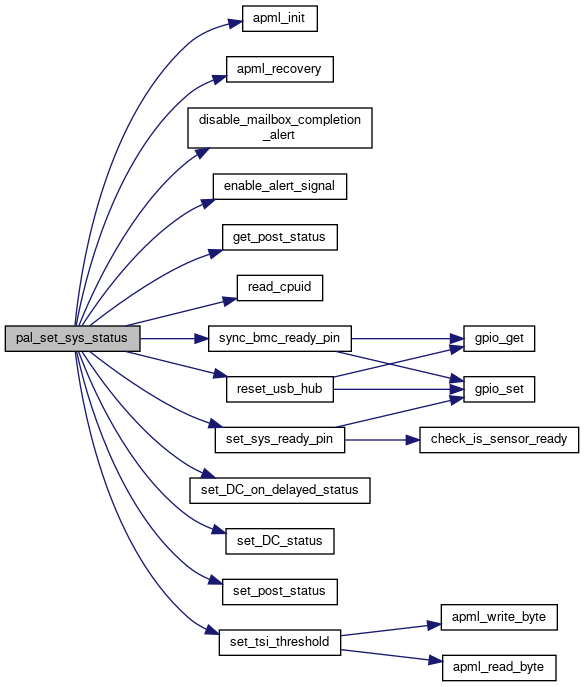 apml_init
apml_recovery
disable_mailbox_completion
_alert
enable_alert_signal
get_post_status
read_cpuid
pal_set_sys_status
sync_bmc_ready_pin
gpio_get
reset_usb_hub
gpio_set
set_sys_ready_pin
check_is_sensor_ready
set_DC_on_delayed_status
set_DC_status
set_post_status
apml_write_byte
set_tsi_threshold
apml_read_byte